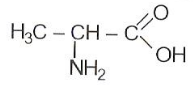 O
H₃C – CH – C
OH
NH₂